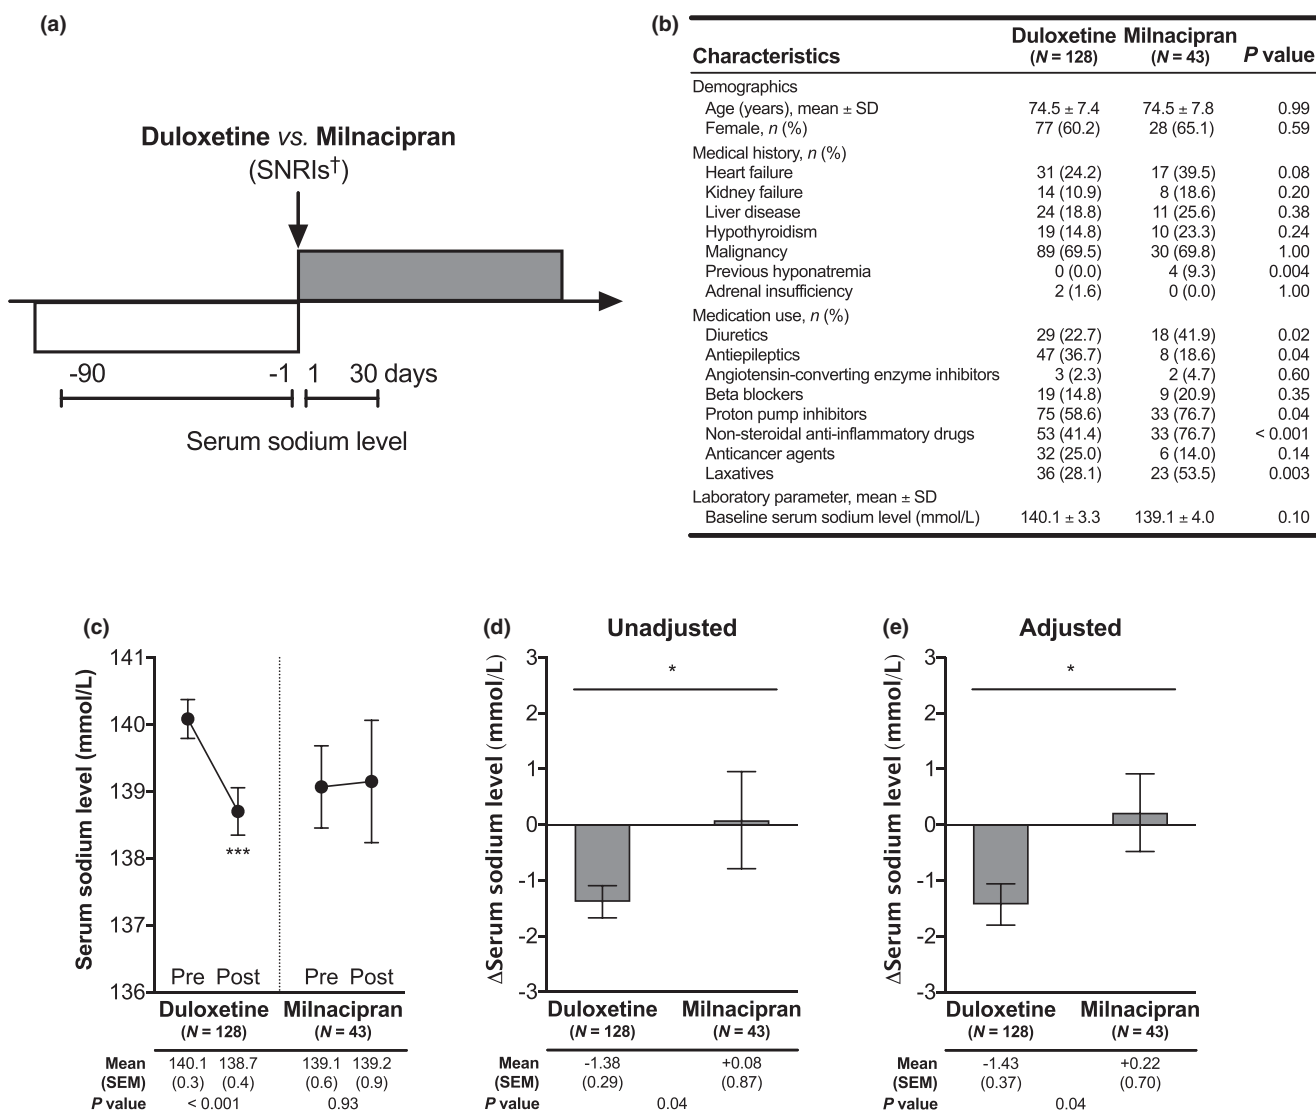 (a)
Duloxetine vs. Milnacipran
(SNRIs†)
-90 -1 1 30 days
Serum sodium level
(b)
Duloxetine Milnacipran
Characteristics (N = 128) (N = 43) P value
Demographics
Age (years), mean ± SD 74.5 ± 7.4 74.5 ± 7.8 0.99
Female, n (%) 77 (60.2) 28 (65.1) 0.59
Medical history, n (%)
Heart failure 31 (24.2) 17 (39.5) 0.08
Kidney failure 14 (10.9) 8 (18.6) 0.20
Liver disease 24 (18.8) 11 (25.6) 0.38
Hypothyroidism 19 (14.8) 10 (23.3) 0.24
Malignancy 89 (69.5) 30 (69.8) 1.00
Previous hyponatremia 0 (0.0) 4 (9.3) 0.004
Adrenal insufficiency 2 (1.6) 0 (0.0) 1.00
Medication use, n (%)
Diuretics 29 (22.7) 18 (41.9) 0.02
Antiepileptics 47 (36.7) 8 (18.6) 0.04
Angiotensin-converting enzyme inhibitors 3 (2.3) 2 (4.7) 0.60
Beta blockers 19 (14.8) 9 (20.9) 0.35
Proton pump inhibitors 75 (58.6) 33 (76.7) 0.04
Non-steroidal anti-inflammatory drugs 53 (41.4) 33 (76.7) < 0.001
Anticancer agents 32 (25.0) 6 (14.0) 0.14
Laxatives 36 (28.1) 23 (53.5) 0.003
Laboratory parameter, mean ± SD
Baseline serum sodium level (mmol/L) 140.1 ± 3.3 139.1 ± 4.0 0.10
(c)
Serum sodium level (mmol/L)
141
140
139
138
137
136
***
Pre Post Pre Post
Duloxetine Milnacipran
(N = 128) (N = 43)
Mean 140.1 138.7 139.1 139.2
(SEM) (0.3) (0.4) (0.6) (0.9)
P value < 0.001 0.93
(d) Unadjusted
ΔSerum sodium level (mmol/L)
3
2
1
0
-1
-2
-3
*
Duloxetine Milnacipran
(N = 128) (N = 43)
Mean -1.38 +0.08
(SEM) (0.29) (0.87)
P value 0.04
(e) Adjusted
ΔSerum sodium level (mmol/L)
3
2
1
0
-1
-2
-3
*
Duloxetine Milnacipran
(N = 128) (N = 43)
Mean -1.43 +0.22
(SEM) (0.37) (0.70)
P value 0.04